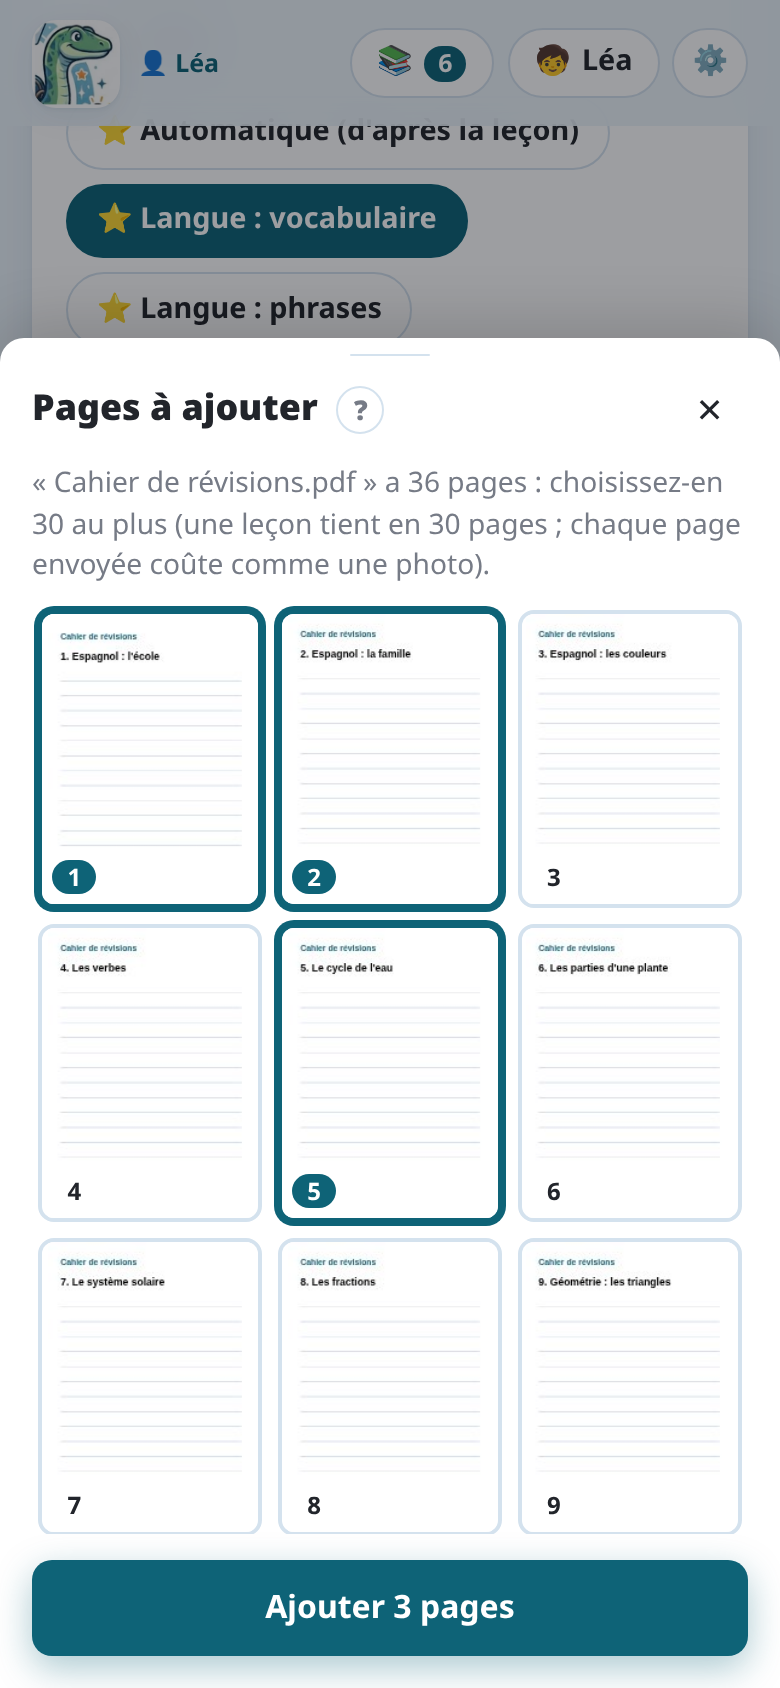 👤 Léa
📚 6
🧒 Léa
⚙️
⭐ Automatique (d'après la leçon)
⭐ Langue : vocabulaire
⭐ Langue : phrases
Pages à ajouter ? ✕
« Cahier de révisions.pdf » a 36 pages : choisissez-en
30 au plus (une leçon tient en 30 pages ; chaque page
envoyée coûte comme une photo).
Cahier de révisions
1. Espagnol : l'école
1
Cahier de révisions
2. Espagnol : la famille
2
Cahier de révisions
3. Espagnol : les couleurs
3
Cahier de révisions
4. Les verbes
4
Cahier de révisions
5. Le cycle de l'eau
5
Cahier de révisions
6. Les parties d'une plante
6
Cahier de révisions
7. Le système solaire
7
Cahier de révisions
8. Les fractions
8
Cahier de révisions
9. Géométrie : les triangles
9
Ajouter 3 pages